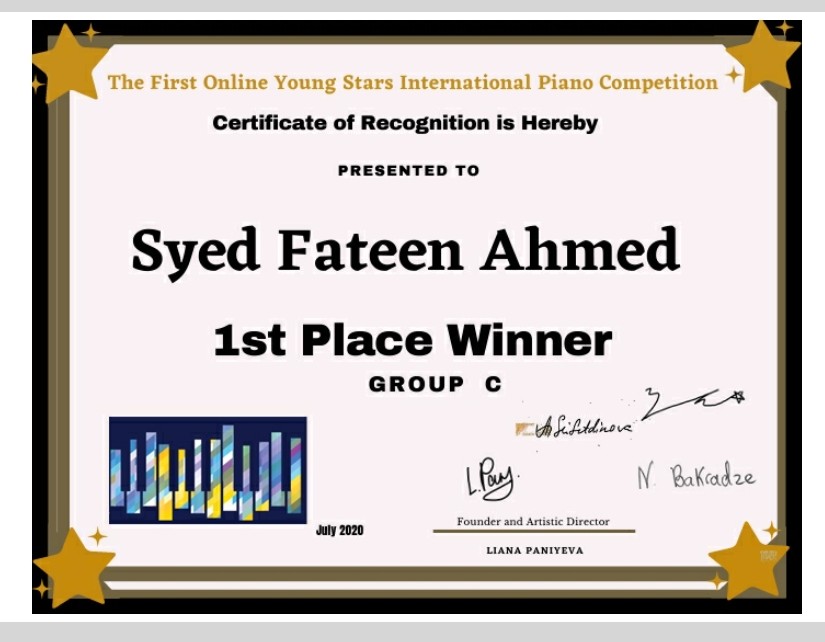 The First Online Young Stars International Piano Competition
Certificate of Recognition is Hereby
PRESENTED TO
Syed Fateen Ahmed
1st Place Winner
GROUP C
L.Pany.
N. Bakradze
July 2020
Founder and Artistic Director
LIANA PANIYEVA